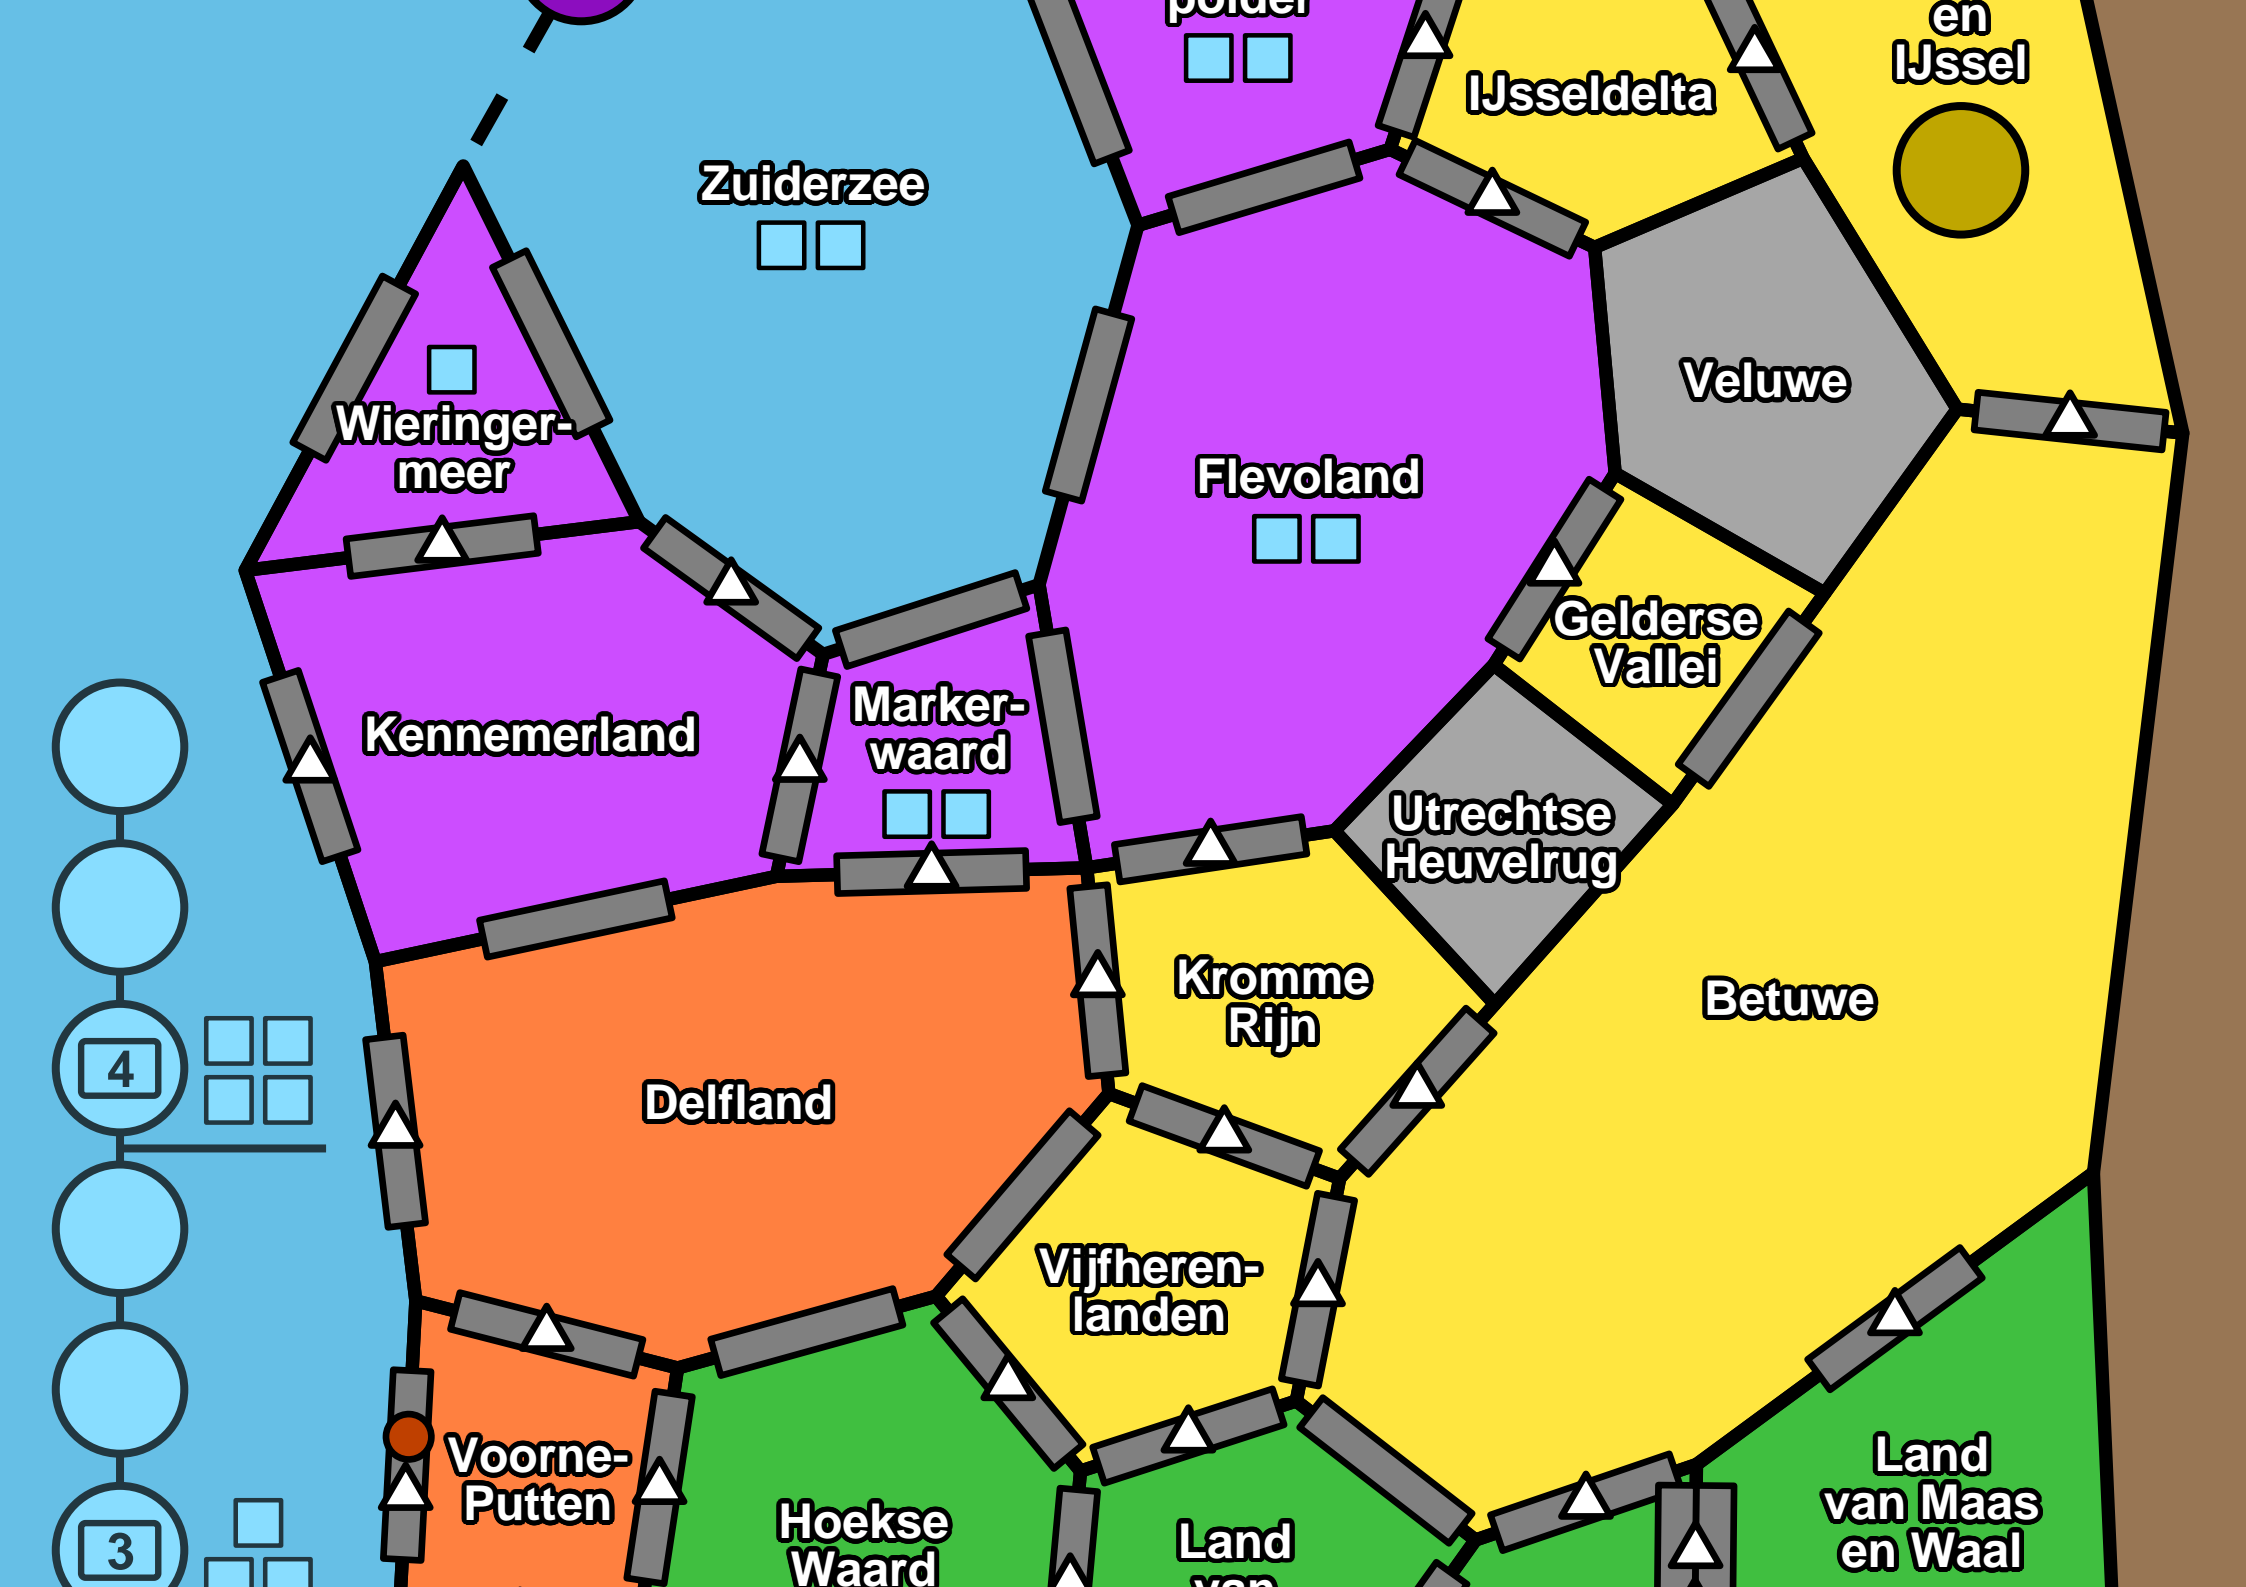 polder
en
IJssel
IJsseldelta
Zuiderzee
Veluwe
Wieringer-
meer
Flevoland
Gelderse
Vallei
Kennemerland
Marker-
waard
Utrechtse
Heuvelrug
Kromme
Rijn
Betuwe
4
Delfland
Vijfheren-
landen
Voorne-
Putten
Hoekse
Waard
Land
van
Land
van Maas
en Waal
3